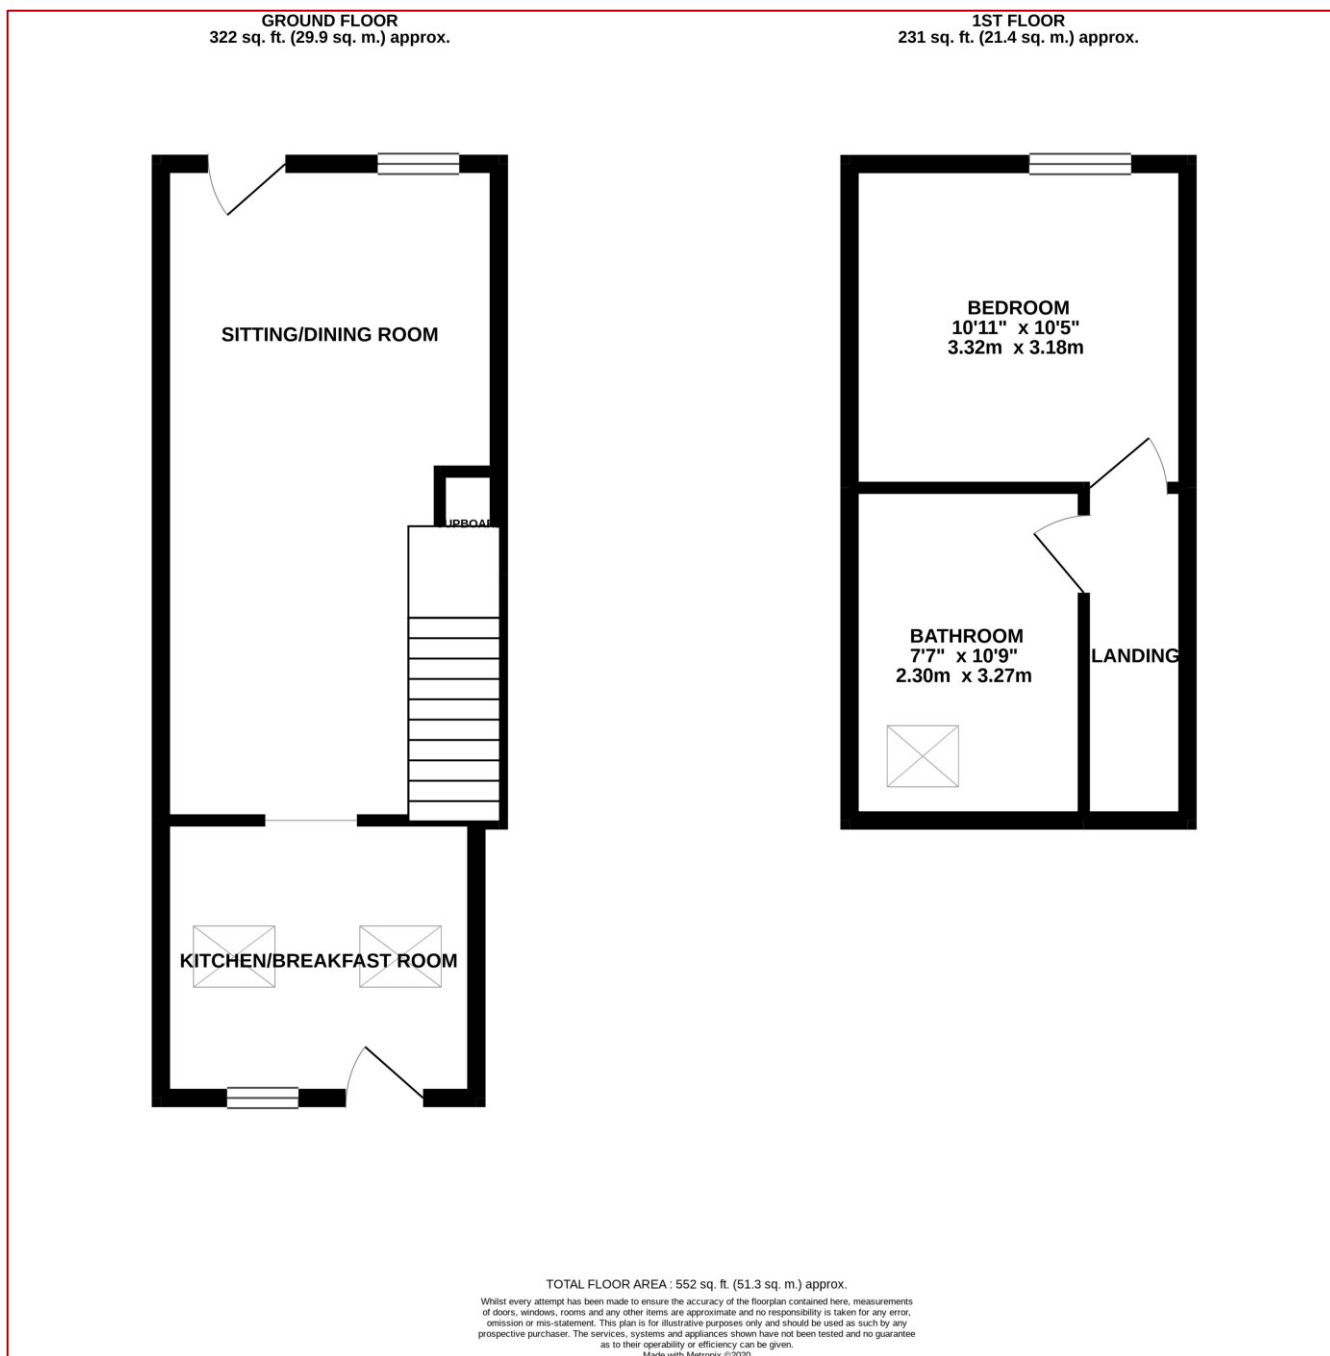 GROUND FLOOR
322 sq. ft. (29.9 sq. m.) approx.
1ST FLOOR
231 sq. ft. (21.4 sq. m.) approx.
SITTING/DINING ROOM
BEDROOM
10'11" x 10'5"
3.32m x 3.18m
BATHROOM
7'7" x 10'9"
2.30m x 3.27m
LANDING
KITCHEN/BREAKFAST ROOM
TOTAL FLOOR AREA : 552 sq. ft. (51.3 sq. m.) approx.
Whilst every attempt has been made to ensure the accuracy of the floorplan contained here, measurements
of doors, windows, rooms and any other items are approximate and no responsibility is taken for any error,
omission or mis-statement. This plan is for illustrative purposes only and should be used as such by any
prospective purchaser. The services, systems and appliances shown have not been tested and no guarantee
as to their operability or efficiency can be given.
Made with Metropix ©2020